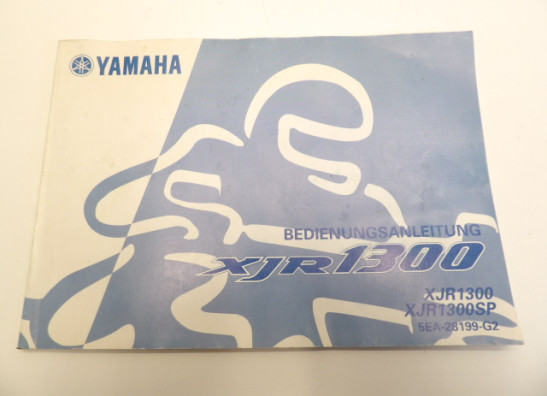 YAMAHA
BEDIENUNGSANLEITUNG
XJR1300
XJR1300
XJR1300SP
5EA-28199-G2